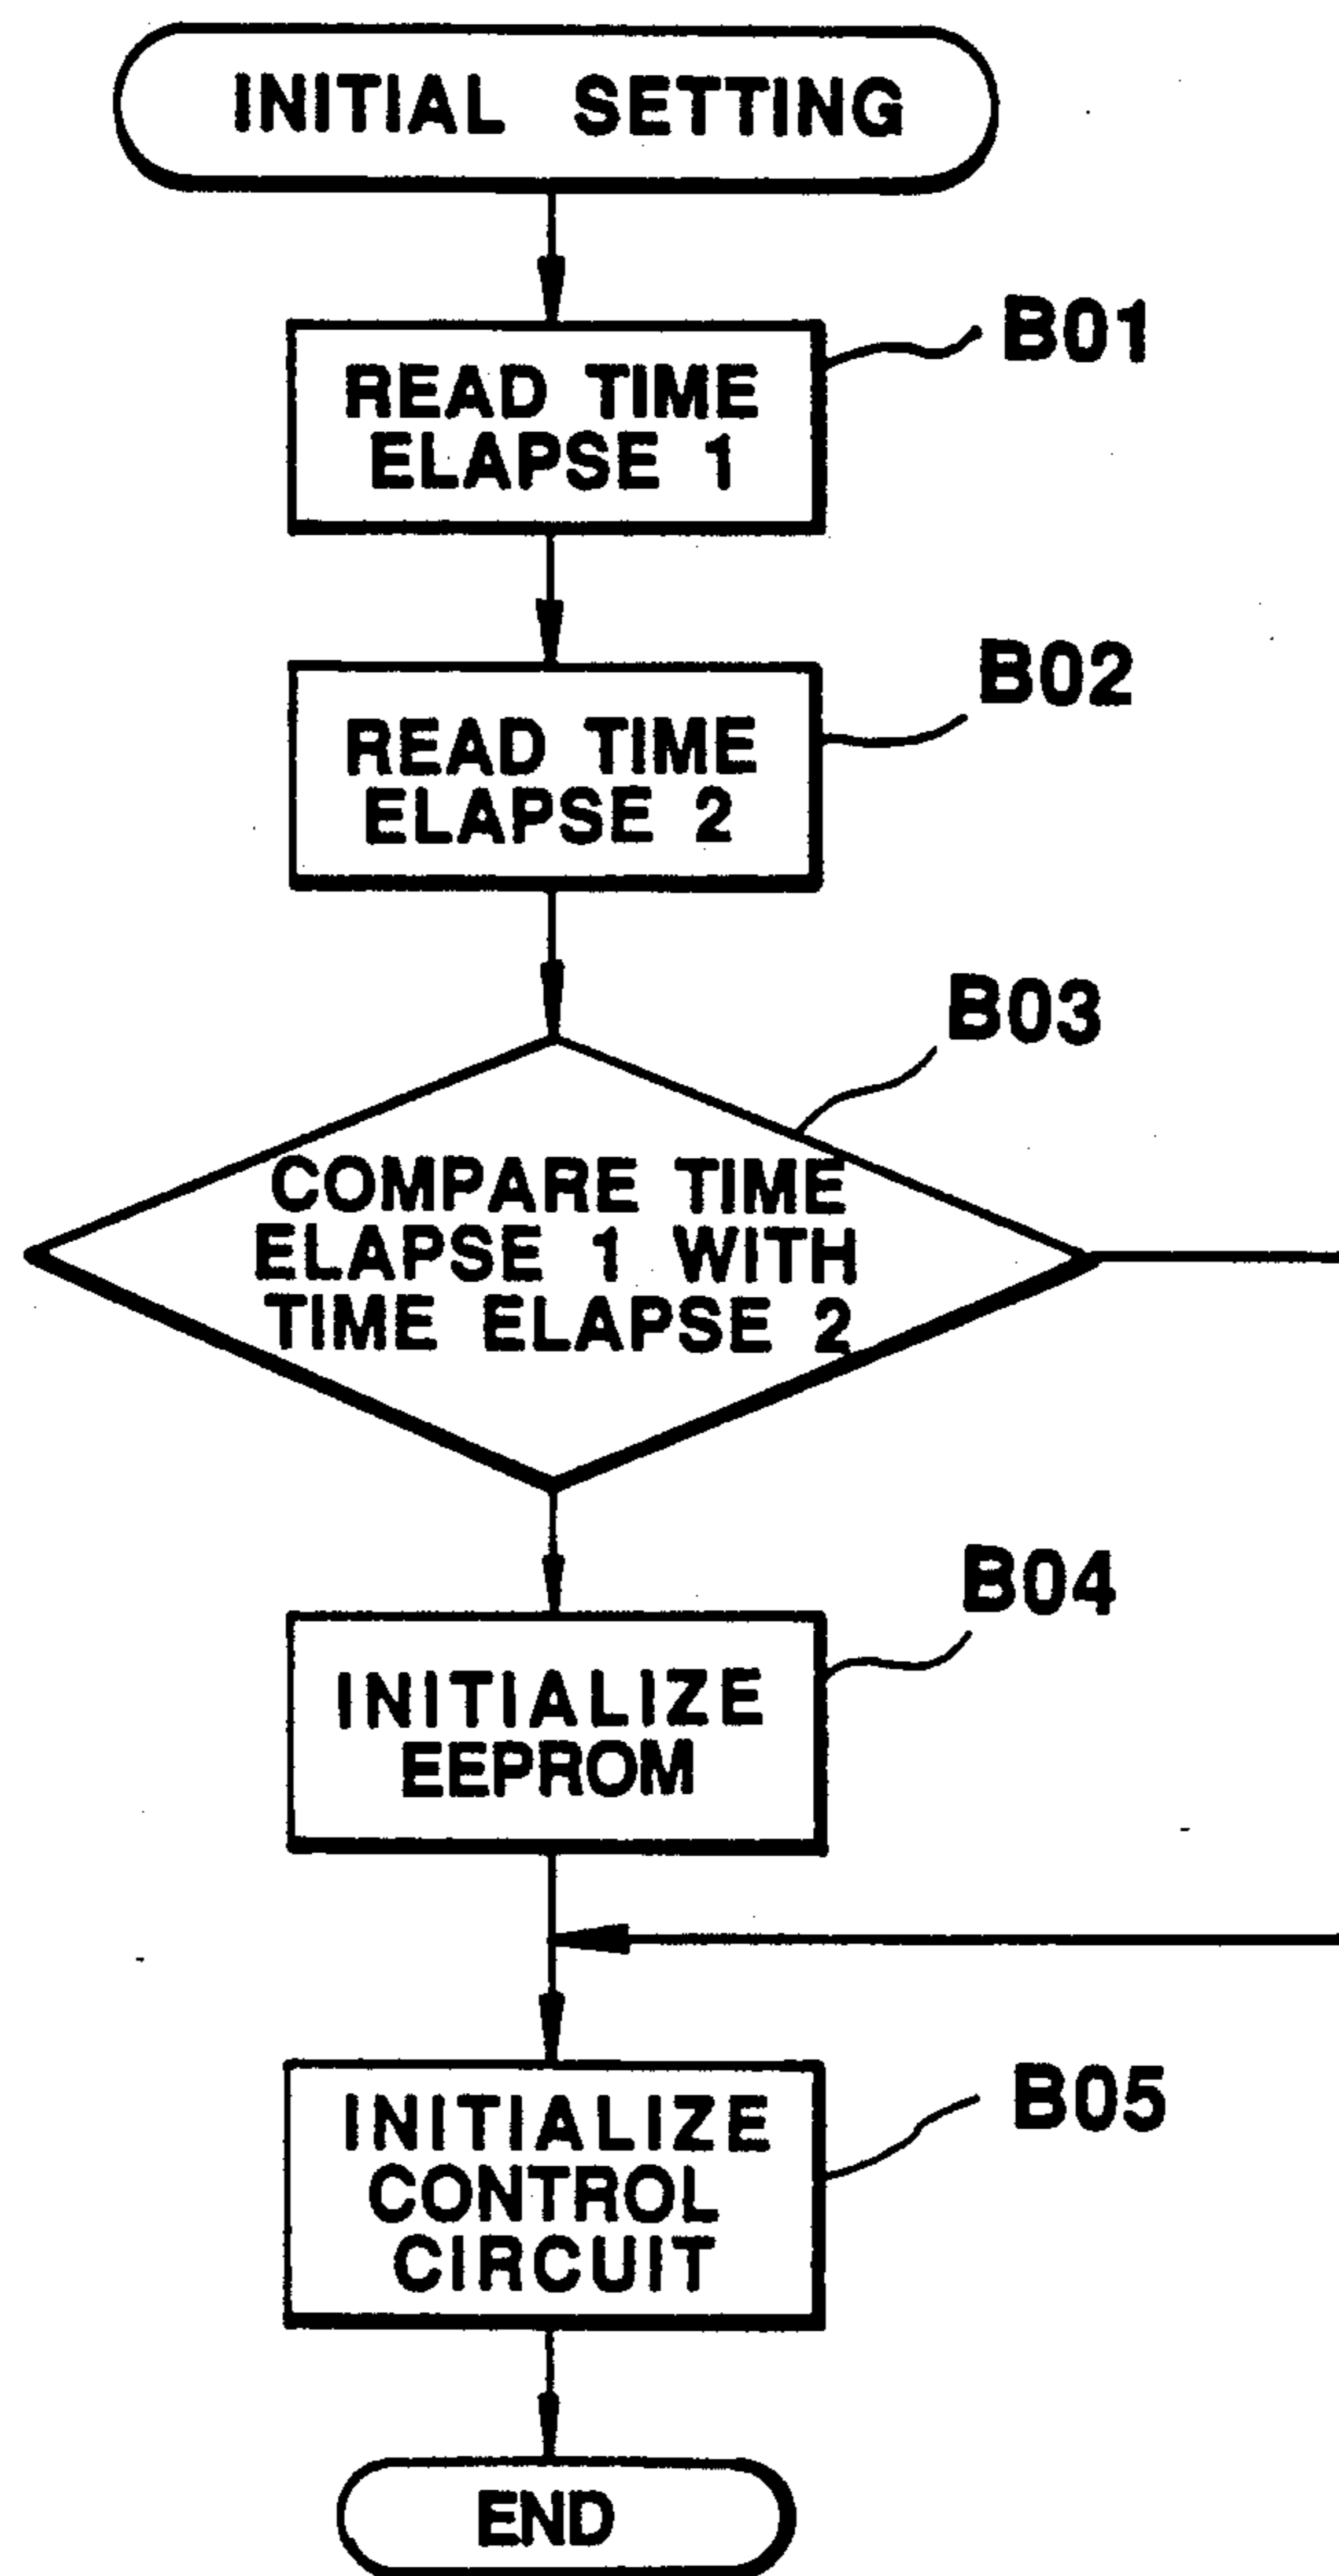 INITIAL SETTING
B01
READ TIME
ELAPSE 1
B02
READ TIME
ELAPSE 2
B03
COMPARE TIME
ELAPSE 1 WITH
TIME ELAPSE 2
B04
INITIALIZE
EEPROM
B05
INITIALIZE
CONTROL
CIRCUIT
END